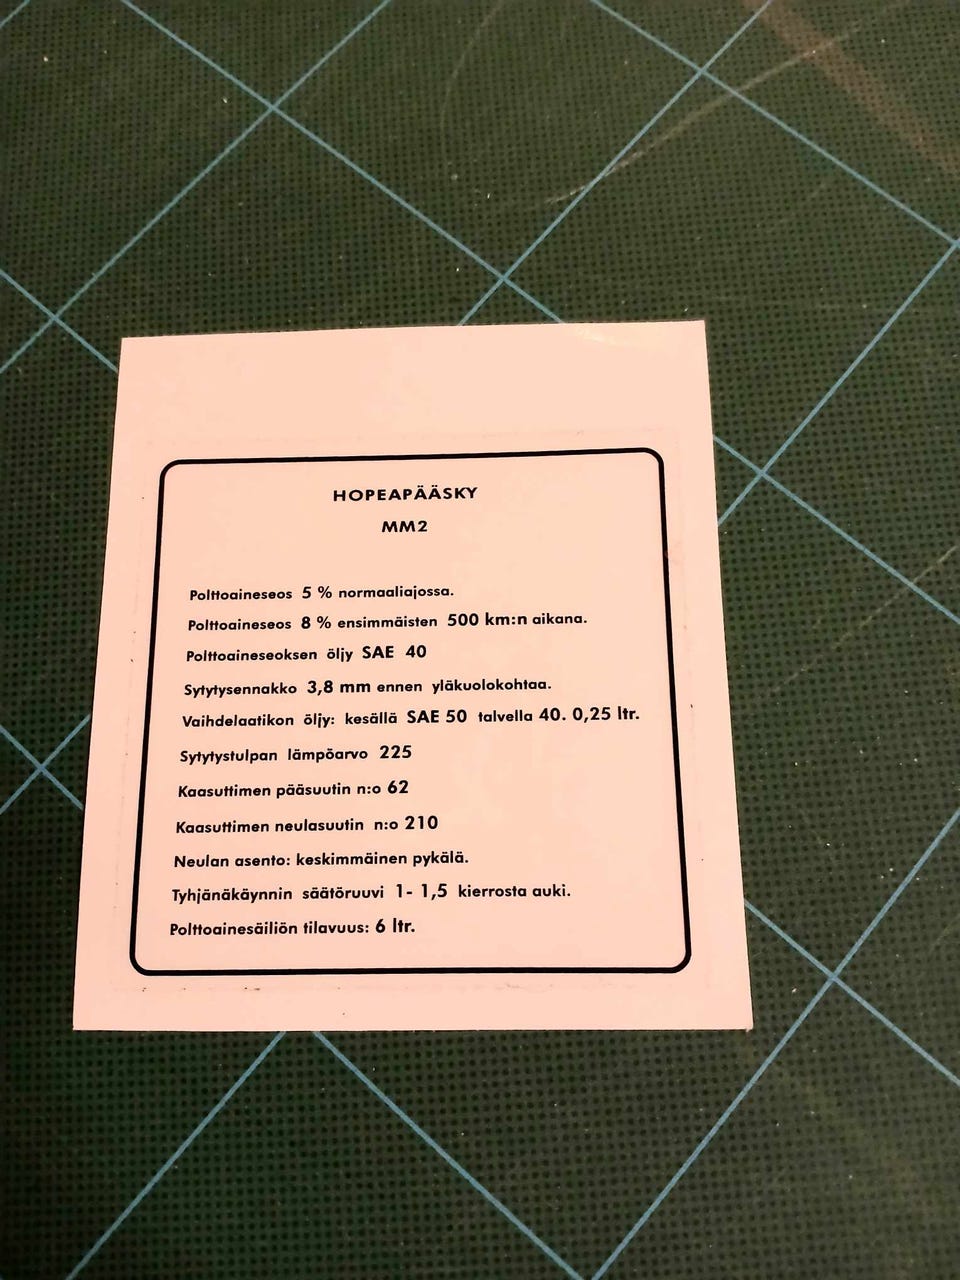 HOPEAPÄÄSKY
MM2
Polttoaineseos 5 % normaaliajossa.
Polttoaineseos 8 % ensimmäisten 500 km:n aikana.
Polttoaineseoksen öljy SAE 40
Sytytysennakko 3,8 mm ennen yläkuolokohtaa.
Vaihdelaatikon öljy: kesällä SAE 50 talvella 40. 0,25 ltr.
Sytytystulpan lämpöarvo 225
Kaasuttimen pääsuutin n:o 62
Kaasuttimen neulasuutin n:o 210
Neulan asento: keskimmäinen pykälä.
Tyhjänäkäynnin säätöruuvi 1- 1,5 kierrosta auki.
Polttoainesäiliön tilavuus: 6 ltr.